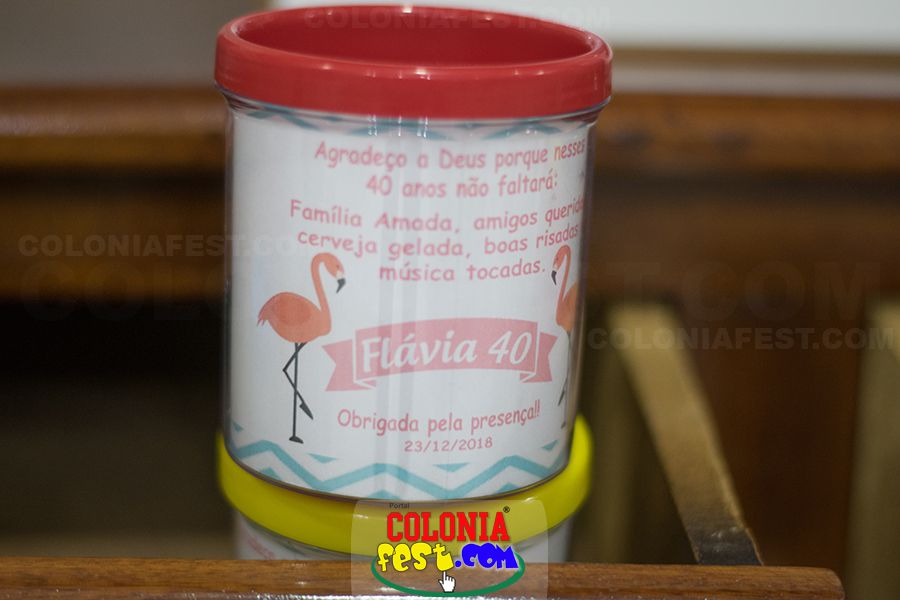 COLONIAFEST.COM
Agradeço a Deus porque nesses
40 anos não faltará:
Família Amada, amigos querido
cerveja gelada, boas risadas
música tocadas.
COLONIAFEST.COM
COLONIAFEST.COM
Flávia 40
Obrigada pela presença!!
23/12/2018
Portal
COLONIA®
fest.com